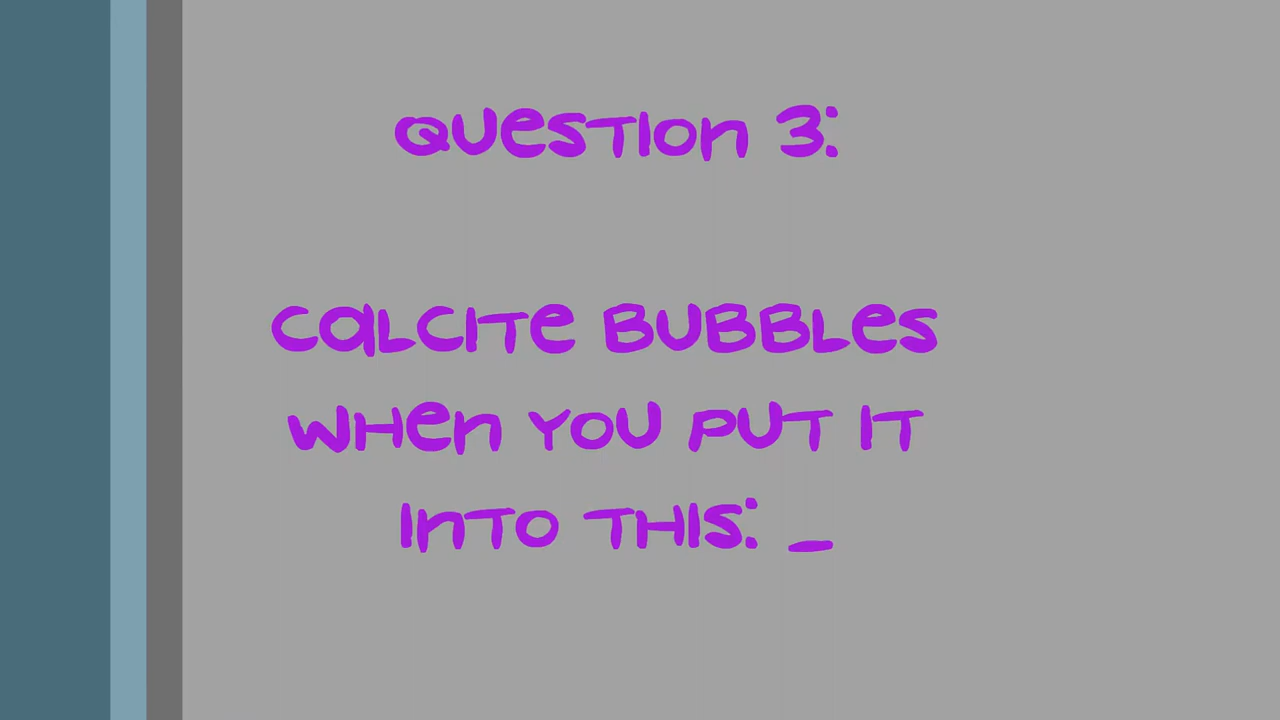 Question 3:
Calcite bubbles
when you put it
into this: _